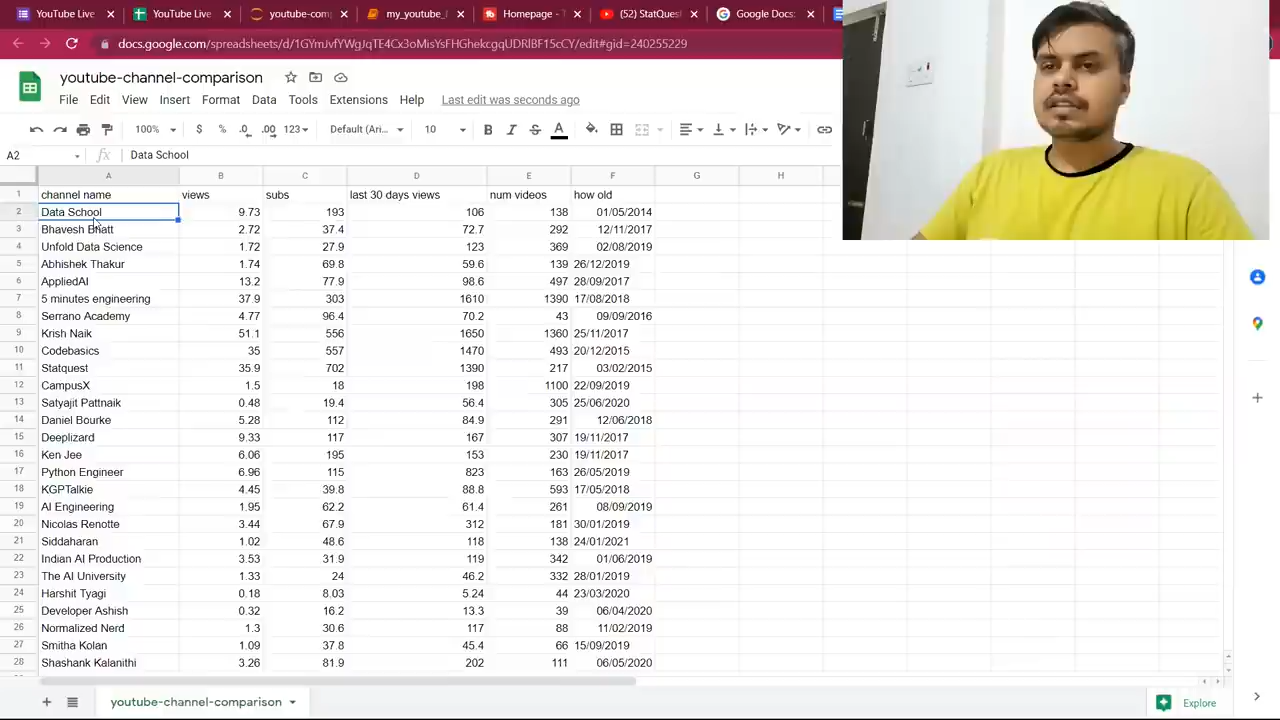 YouTube Live
YouTube Live
youtube-com
my_youtube_
Homepage - T
(52) StatQues
Google Docs:
docs.google.com/spreadsheets/d/1GYmJvfYWgJqTE4Cx3oMisYsFHGhekcgqUDRlBF15cCY/edit#gid=240255229
youtube-channel-comparison
File Edit View Insert Format Data Tools Extensions Help Last edit was seconds ago
100% $ % .0 .00 123 Default (Ari... 10 B I S A
A2 fx Data School
A B C D E F G H
1 channel name views subs last 30 days views num videos how old
2 Data School 9.73 193 106 138 01/05/2014
3 Bhavesh Bhatt 2.72 37.4 72.7 292 12/11/2017
4 Unfold Data Science 1.72 27.9 123 369 02/08/2019
5 Abhishek Thakur 1.74 69.8 59.6 139 26/12/2019
6 AppliedAI 13.2 77.9 98.6 497 28/09/2017
7 5 minutes engineering 37.9 303 1610 1390 17/08/2018
8 Serrano Academy 4.77 96.4 70.2 43 09/09/2016
9 Krish Naik 51.1 556 1650 1360 25/11/2017
10 Codebasics 35 557 1470 493 20/12/2015
11 Statquest 35.9 702 1390 217 03/02/2015
12 CampusX 1.5 18 198 1100 22/09/2019
13 Satyajit Pattnaik 0.48 19.4 56.4 305 25/06/2020
14 Daniel Bourke 5.28 112 84.9 291 12/06/2018
15 Deeplizard 9.33 117 167 307 19/11/2017
16 Ken Jee 6.06 195 153 230 19/11/2017
17 Python Engineer 6.96 115 823 163 26/05/2019
18 KGPTalkie 4.45 39.8 88.8 593 17/05/2018
19 AI Engineering 1.95 62.2 61.4 261 08/09/2019
20 Nicolas Renotte 3.44 67.9 312 181 30/01/2019
21 Siddaharan 1.02 48.6 118 138 24/01/2021
22 Indian AI Production 3.53 31.9 119 342 01/06/2019
23 The AI University 1.33 24 46.2 332 28/01/2019
24 Harshit Tyagi 0.18 8.03 5.24 44 23/03/2020
25 Developer Ashish 0.32 16.2 13.3 39 06/04/2020
26 Normalized Nerd 1.3 30.6 117 88 11/02/2019
27 Smitha Kolan 1.09 37.8 45.4 66 15/09/2019
28 Shashank Kalanithi 3.26 81.9 202 111 06/05/2020
youtube-channel-comparison
Explore